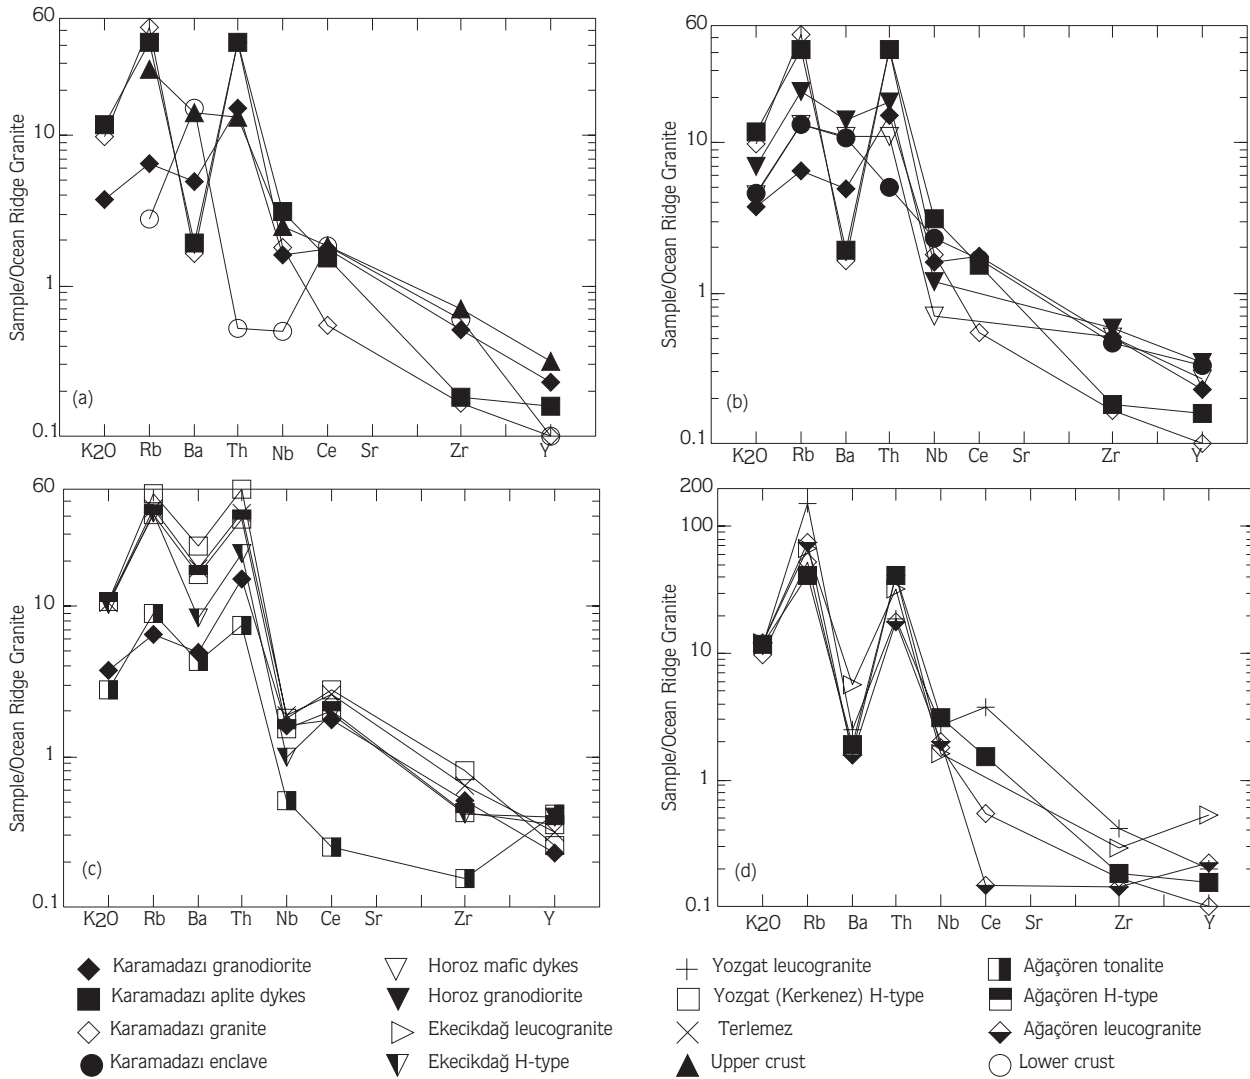 60
10
1
0.1
Sample/Ocean Ridge Granite
(a)
K2O Rb Ba Th Nb Ce Sr Zr Y
60
10
1
0.1
Sample/Ocean Ridge Granite
(b)
K2O Rb Ba Th Nb Ce Sr Zr Y
60
10
1
0.1
Sample/Ocean Ridge Granite
(c)
K2O Rb Ba Th Nb Ce Sr Zr Y
200
100
10
1
0.1
Sample/Ocean Ridge Granite
(d)
K2O Rb Ba Th Nb Ce Sr Zr Y
Karamadazı granodiorite
Karamadazı aplite dykes
Karamadazı granite
Karamadazı enclave
Horoz mafic dykes
Horoz granodiorite
Ekecikdağ leucogranite
Ekecikdağ H-type
Yozgat leucogranite
Yozgat (Kerkenez) H-type
Terlemez
Upper crust
Ağaçören tonalite
Ağaçören H-type
Ağaçören leucogranite
Lower crust